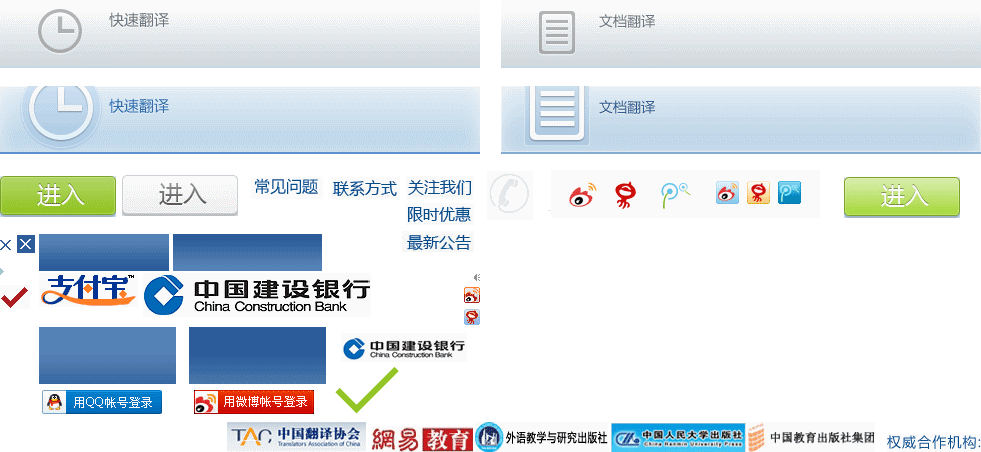 快速翻译
文档翻译
快速翻译
文档翻译
进入
进入
常见问题
联系方式
关注我们
进入
限时优惠
最新公告
支付宝™
中国建设银行
China Construction Bank
中国建设银行
China Construction Bank
用QQ帐号登录
用微博帐号登录
TAC 中国翻译协会
Translators Association of China
網易教育
外语教学与研究出版社
中国人民大学出版社
China Renmin University Press
中国教育出版社集团
权威合作机构: